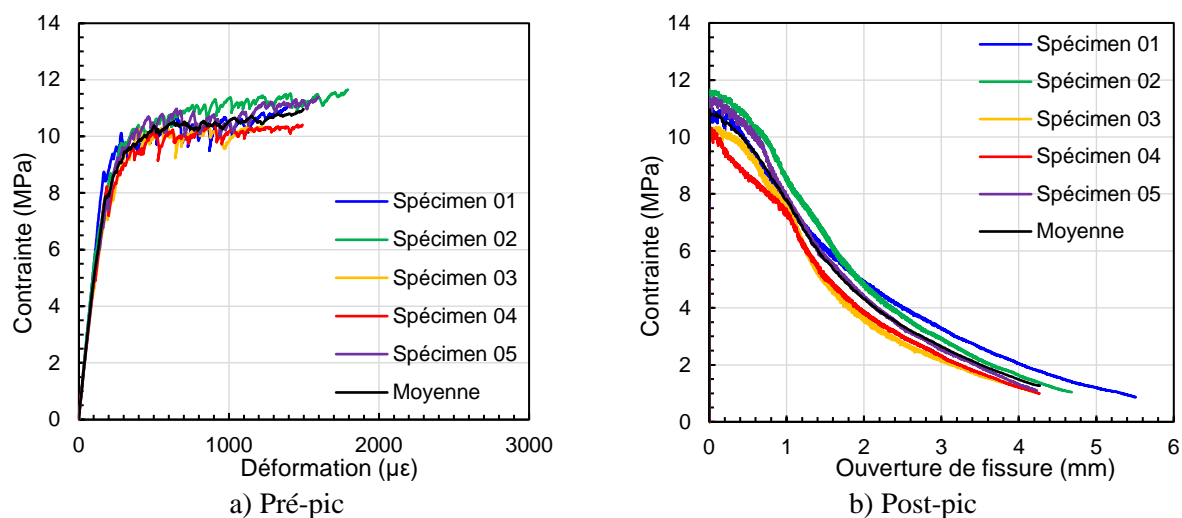 14
12
10
8
6
4
2
0
Contrainte (MPa)
Spécimen 01
Spécimen 02
Spécimen 03
Spécimen 04
Spécimen 05
Moyenne
0 1000 2000 3000
Déformation (µε)
a) Pré-pic
14
12
10
8
6
4
2
0
Contrainte (MPa)
Spécimen 01
Spécimen 02
Spécimen 03
Spécimen 04
Spécimen 05
Moyenne
0 1 2 3 4 5 6
Ouverture de fissure (mm)
b) Post-pic